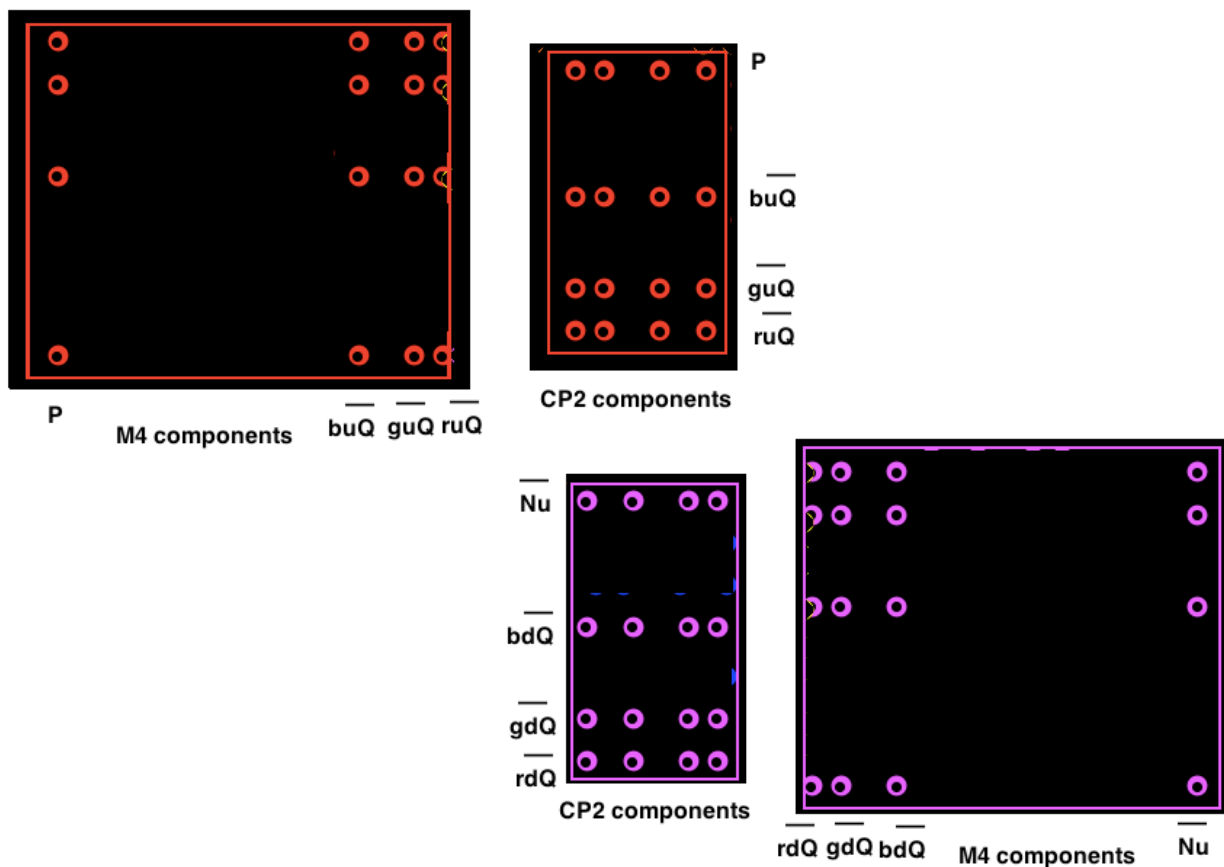 P
buQ
guQ
ruQ
CP2 components
P
M4 components
buQ guQ ruQ
Nu
bdQ
gdQ
rdQ
CP2 components
rdQ gdQ bdQ
M4 components
Nu